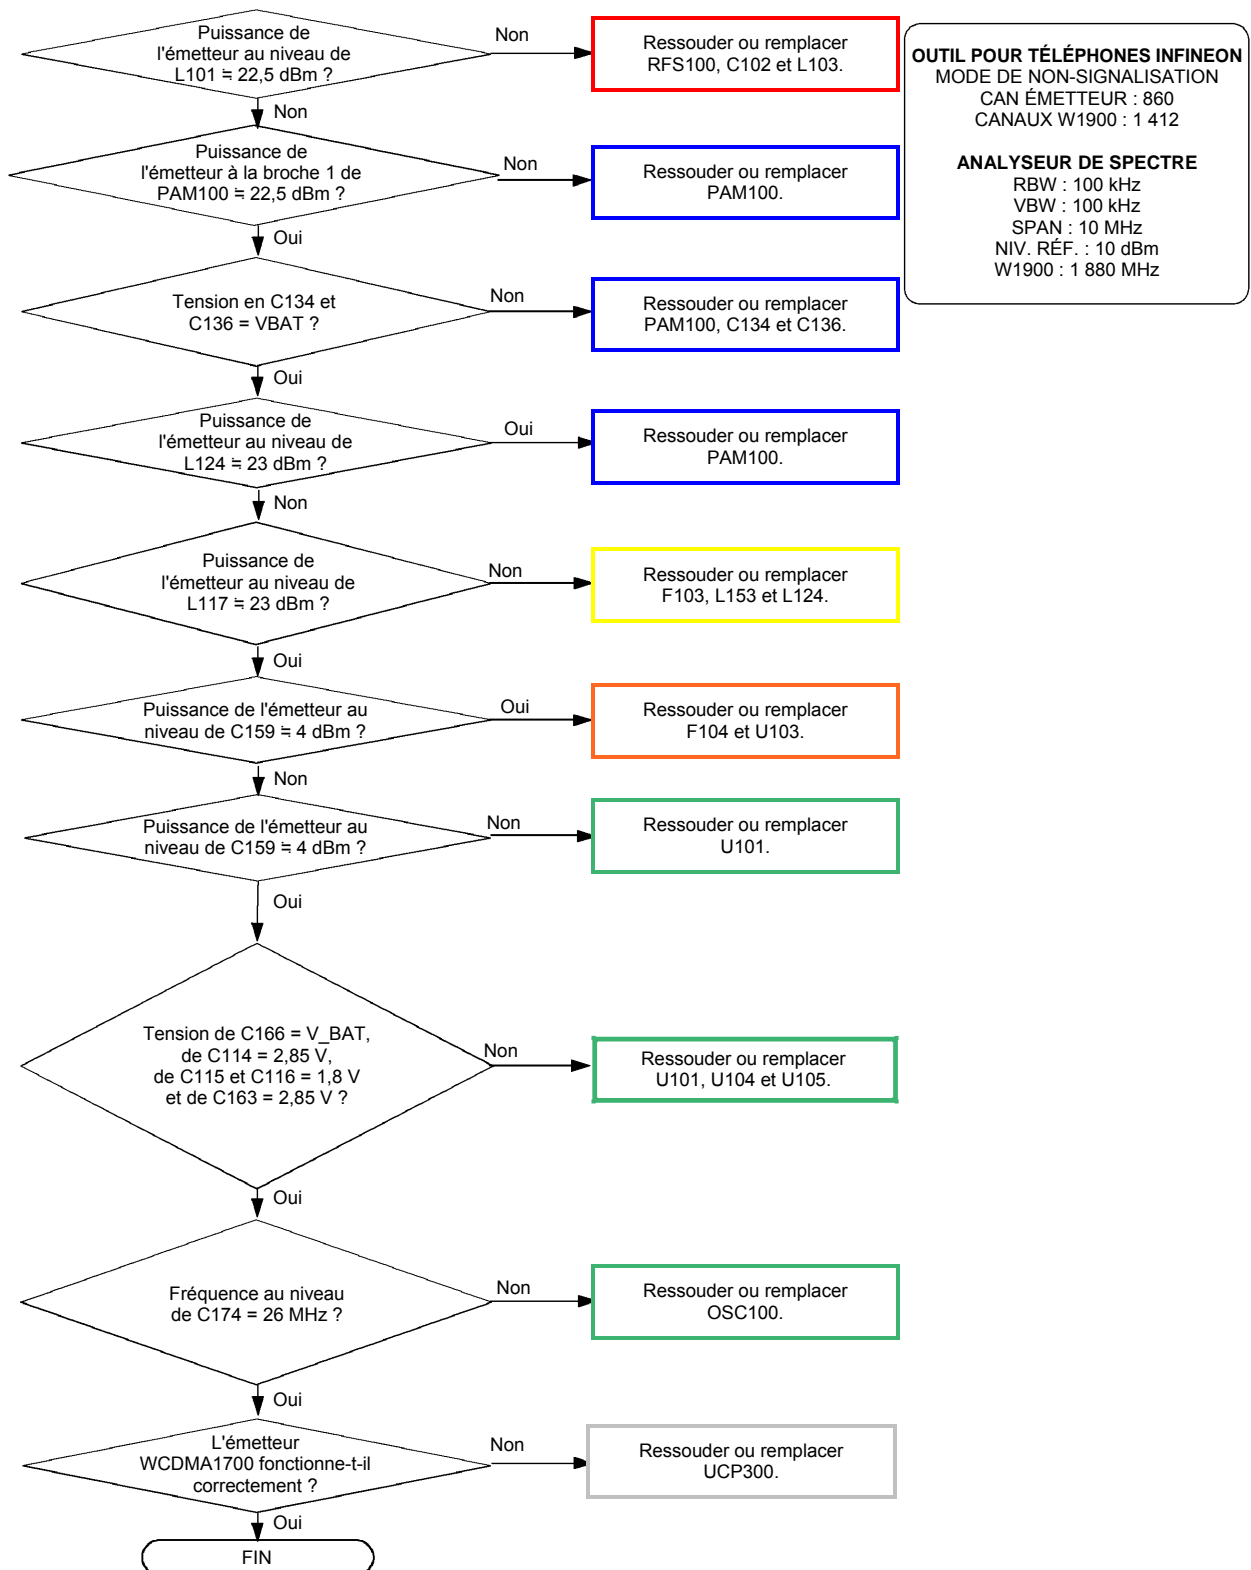 Puissance de
l'émetteur au niveau de
L101 ≒ 22,5 dBm ?
Non
Ressouder ou remplacer
RFS100, C102 et L103.
Non
OUTIL POUR TÉLÉPHONES INFINEON
MODE DE NON-SIGNALISATION
CAN ÉMETTEUR : 860
CANAUX W1900 : 1 412
ANALYSEUR DE SPECTRE
RBW : 100 kHz
VBW : 100 kHz
SPAN : 10 MHz
NIV. RÉF. : 10 dBm
W1900 : 1 880 MHz
Puissance de
l'émetteur à la broche 1 de
PAM100 ≒ 22,5 dBm ?
Non
Ressouder ou remplacer
PAM100.
Oui
Tension en C134 et
C136 = VBAT ?
Non
Ressouder ou remplacer
PAM100, C134 et C136.
Oui
Puissance de
l'émetteur au niveau de
L124 ≒ 23 dBm ?
Oui
Ressouder ou remplacer
PAM100.
Non
Puissance de
l'émetteur au niveau de
L117 ≒ 23 dBm ?
Non
Ressouder ou remplacer
F103, L153 et L124.
Oui
Puissance de l'émetteur au
niveau de C159 ≒ 4 dBm ?
Oui
Ressouder ou remplacer
F104 et U103.
Non
Puissance de l'émetteur au
niveau de C159 ≒ 4 dBm ?
Non
Ressouder ou remplacer
U101.
Oui
Tension de C166 = V_BAT,
de C114 = 2,85 V,
de C115 et C116 = 1,8 V
et de C163 = 2,85 V ?
Non
Ressouder ou remplacer
U101, U104 et U105.
Oui
Fréquence au niveau
de C174 = 26 MHz ?
Non
Ressouder ou remplacer
OSC100.
Oui
L'émetteur
WCDMA1700 fonctionne-t-il
correctement ?
Non
Ressouder ou remplacer
UCP300.
Oui
FIN